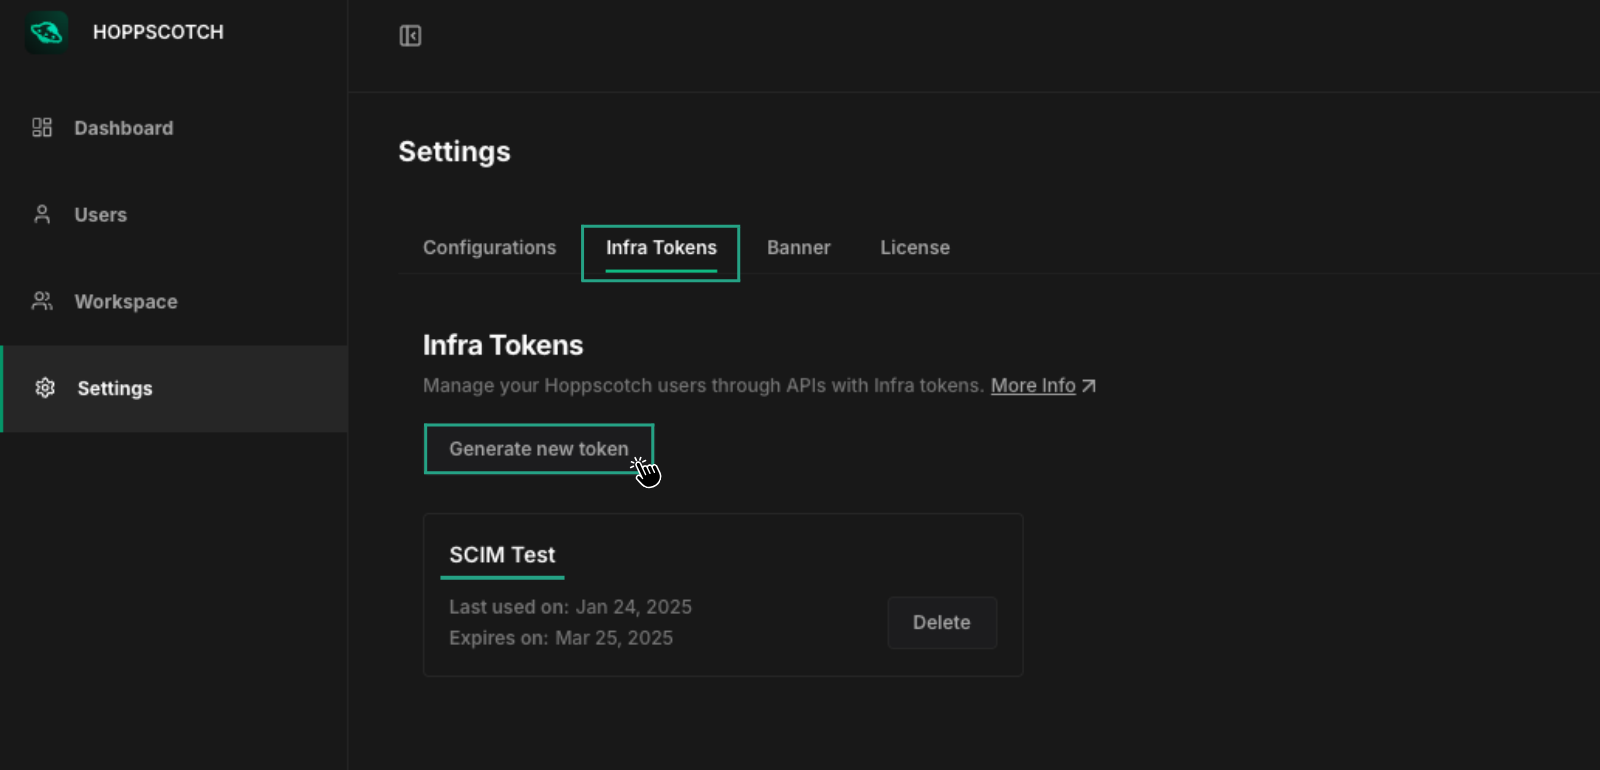 HOPPSCOTCH
Dashboard
Users
Workspace
Settings
Settings
Configurations
Infra Tokens
Banner
License
Infra Tokens
Manage your Hoppscotch users through APIs with Infra tokens. More Info
Generate new token
SCIM Test
Last used on: Jan 24, 2025
Expires on: Mar 25, 2025
Delete